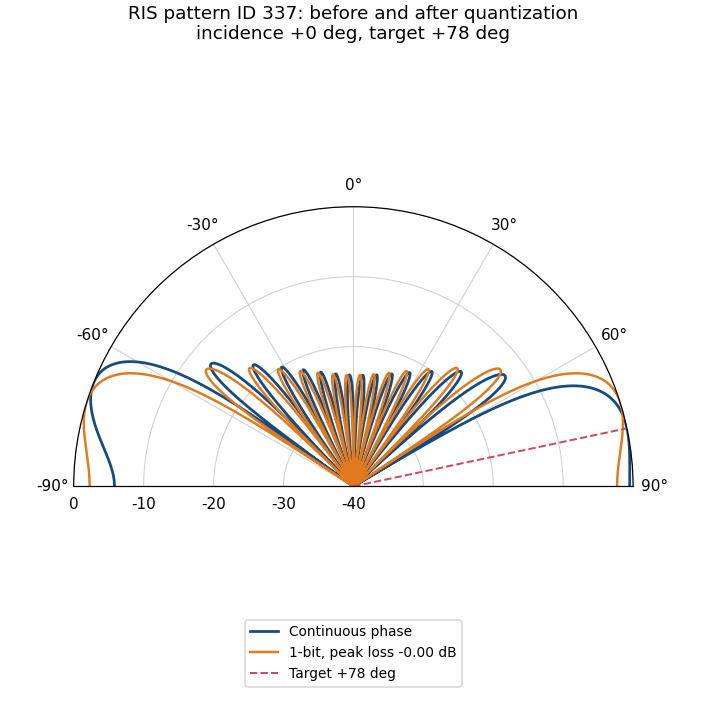 RIS pattern ID 337: before and after quantization
incidence +0 deg, target +78 deg
0°
-30°
30°
-60°
60°
-90°
90°
0
-10
-20
-30
-40
Continuous phase
1-bit, peak loss -0.00 dB
Target +78 deg